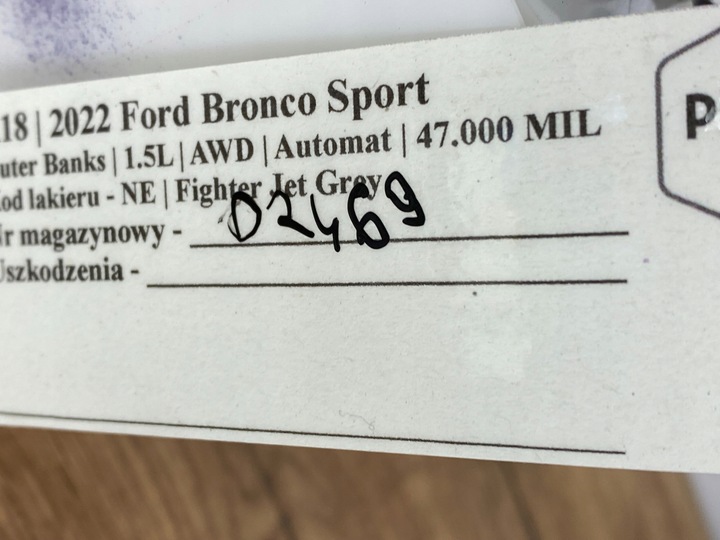 18 | 2022 Ford Bronco Sport
uter Banks | 1.5L | AWD | Automat | 47.000 MIL
od lakieru - NE | Fighter Jet Grey
r magazynowy - 02469
Uszkodzenia -
P